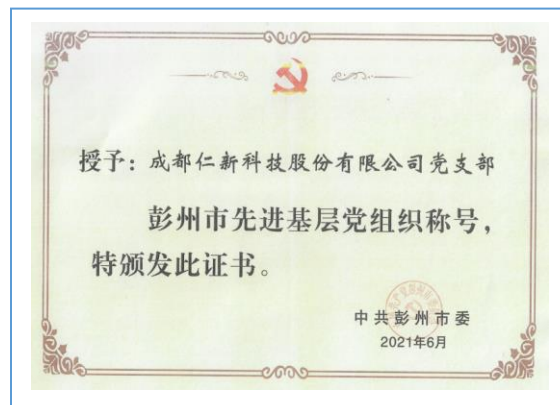 授予：成都仁新科技股份有限公司党支部
彭州市先进基层党组织称号，
特颁发此证书。
中共彭州市委
2021年6月